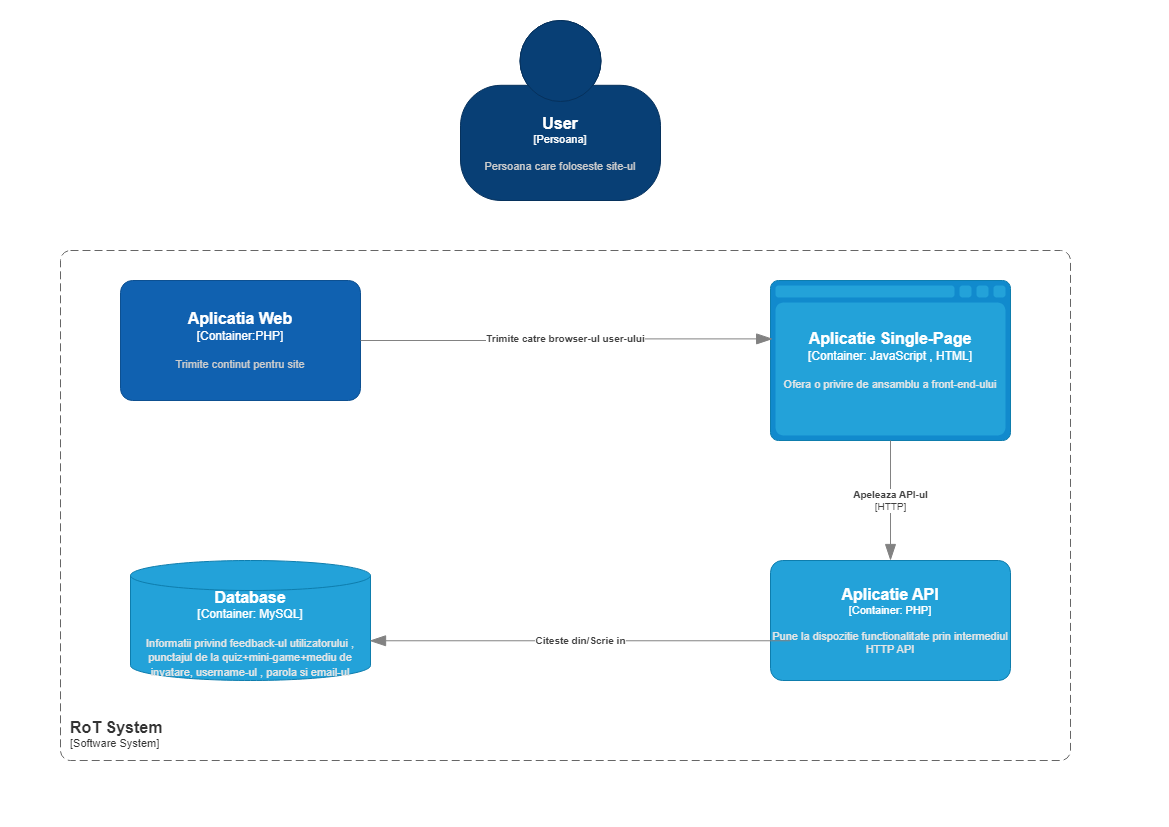 User
[Persoana]
Persoana care foloseste site-ul
Aplicatia Web
[Container:PHP]
Trimite continut pentru site
Trimite catre browser-ul user-ului
Aplicatie Single-Page
[Container: JavaScript , HTML]
Ofera o privire de ansamblu a front-end-ului
Apeleaza API-ul
[HTTP]
Database
[Container: MySQL]
Informatii privind feedback-ul utilizatorului ,
punctajul de la quiz+mini-game+mediu de
invatare, username-ul , parola si email-ul
Citeste din/Scrie in
Aplicatie API
[Container: PHP]
Pune la dispozitie functionalitate prin intermediul
HTTP API
RoT System
[Software System]